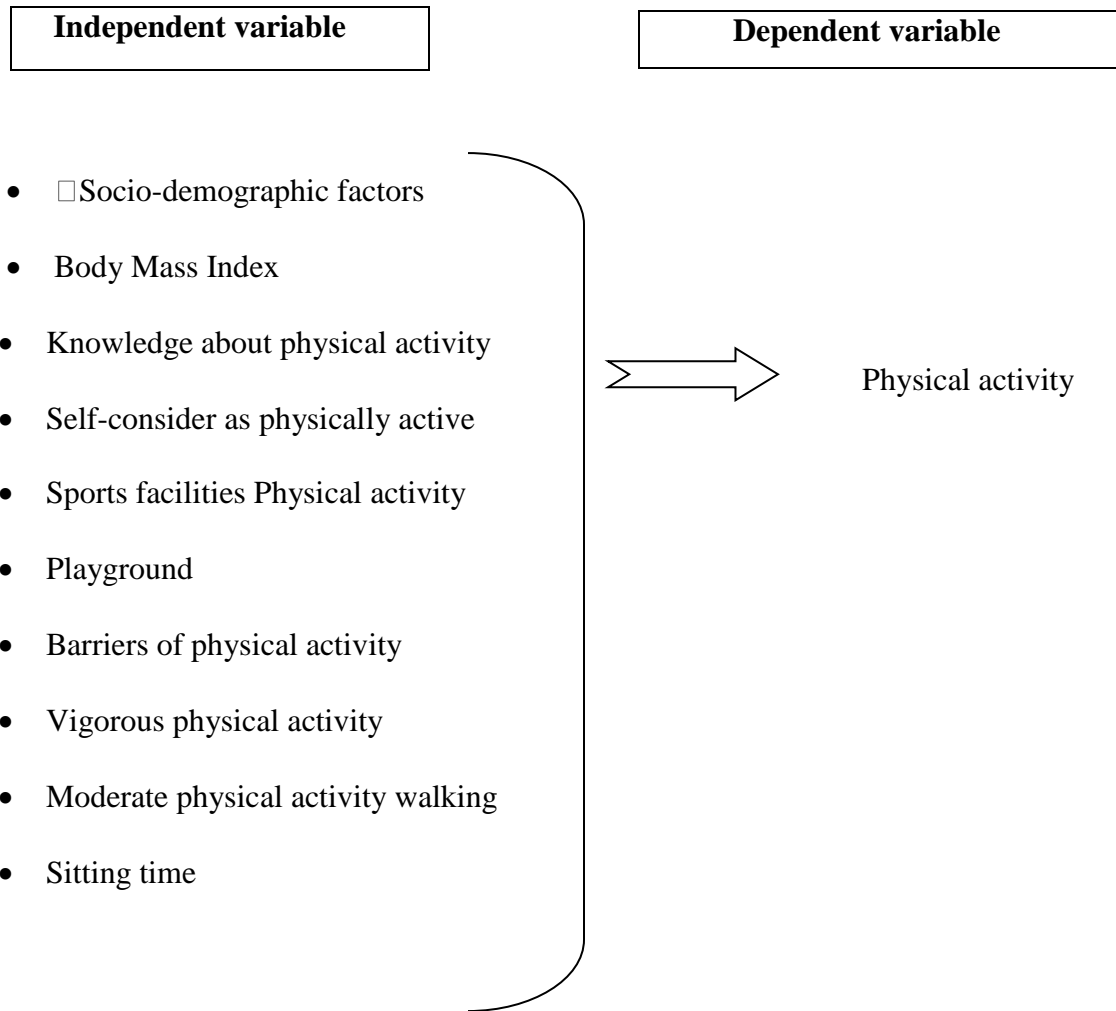 Independent variable
Dependent variable
• □Socio-demographic factors
• Body Mass Index
• Knowledge about physical activity
• Self-consider as physically active
• Sports facilities Physical activity
• Playground
• Barriers of physical activity
• Vigorous physical activity
• Moderate physical activity walking
• Sitting time
Physical activity